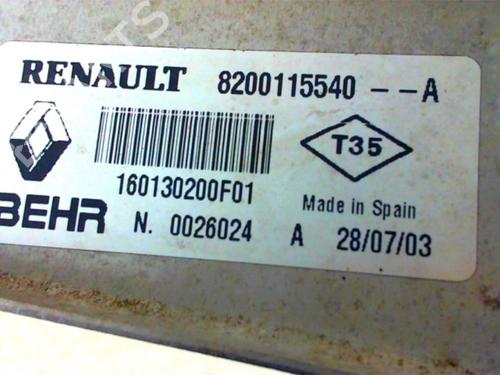 RENAULT 8200115540 - - A
160130200F01
T35
Made in Spain
BEHR N. 0026024 A 28/07/03